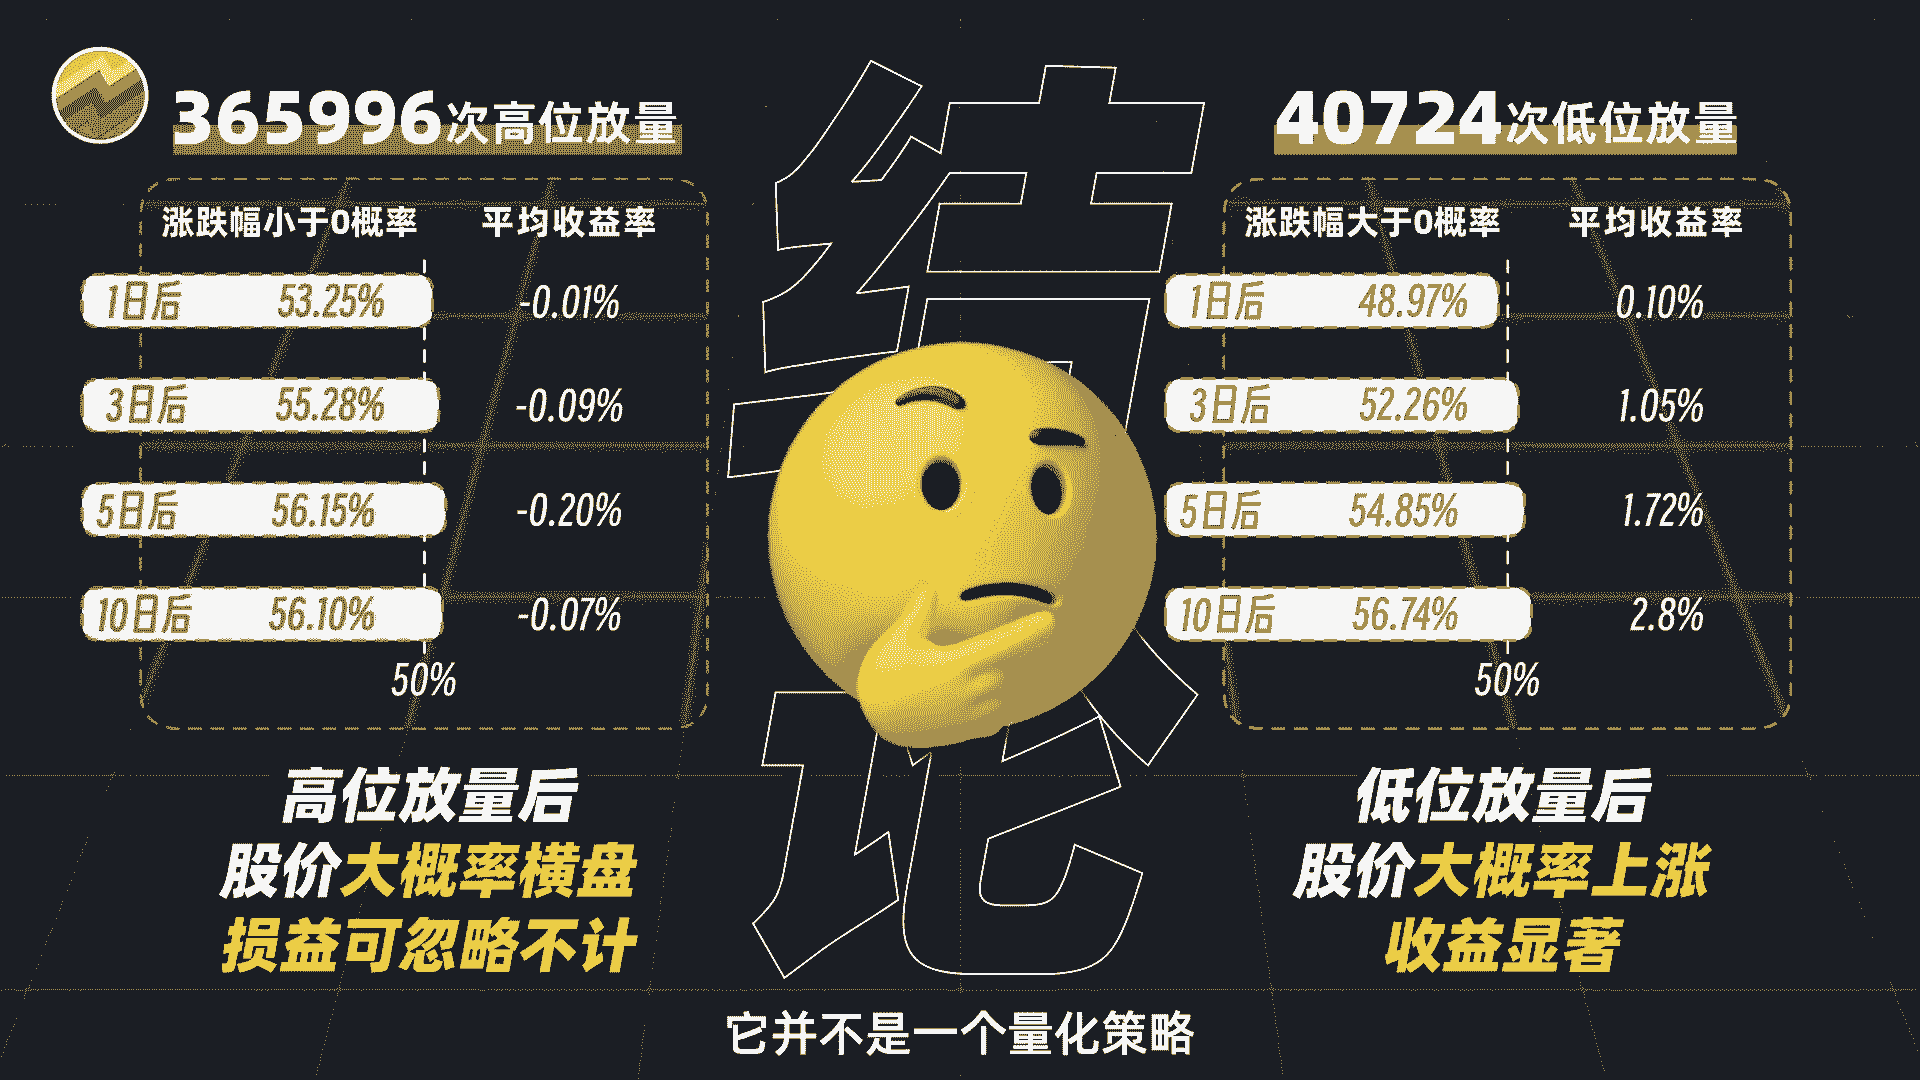 结论
365996次高位放量
涨跌幅小于0概率 平均收益率
1日后 53.25% -0.01%
3日后 55.28% -0.09%
5日后 56.15% -0.20%
10日后 56.10% -0.07%
50%
高位放量后
股价大概率横盘
损益可忽略不计
40724次低位放量
涨跌幅大于0概率 平均收益率
1日后 48.97% 0.10%
3日后 52.26% 1.05%
5日后 54.85% 1.72%
10日后 56.74% 2.8%
50%
低位放量后
股价大概率上涨
收益显著
它并不是一个量化策略